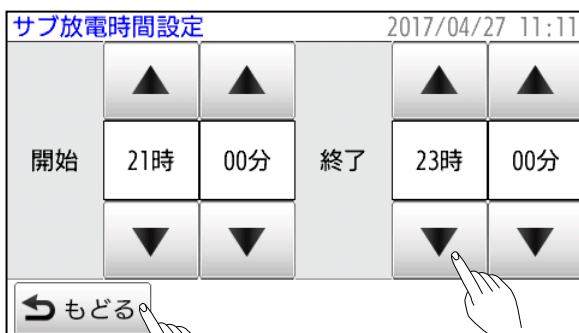 サブ放電時間設定 2017/04/27 11:11
開始 21時 00分 終了 23時 00分
もどる